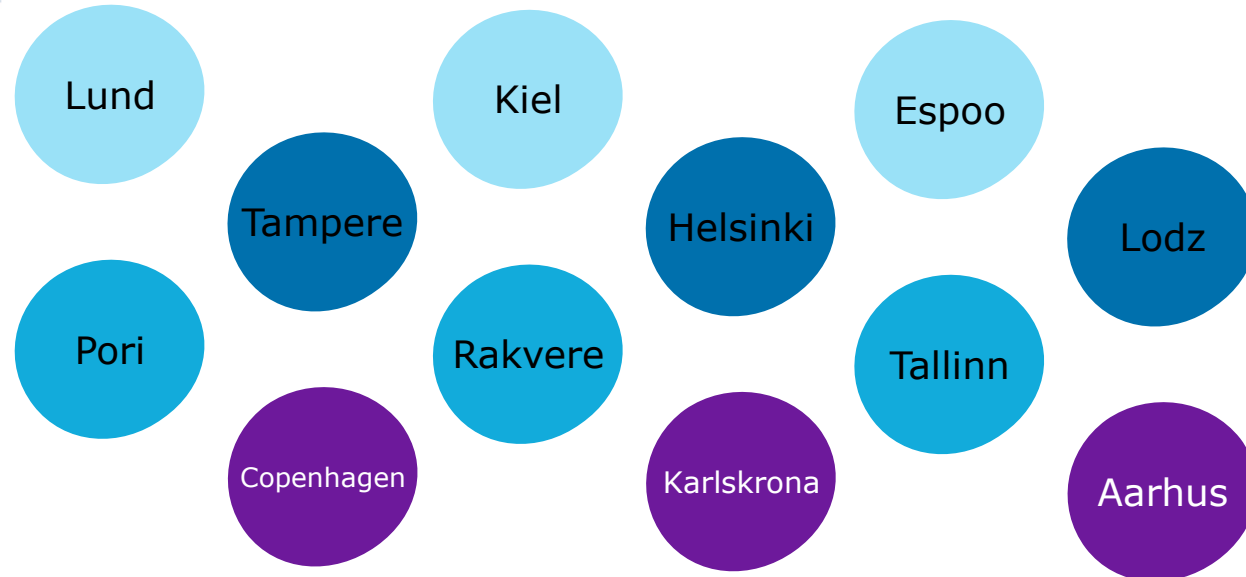 Lund
Kiel
Espoo
Tampere
Helsinki
Lodz
Pori
Rakvere
Tallinn
Copenhagen
Karlskrona
Aarhus